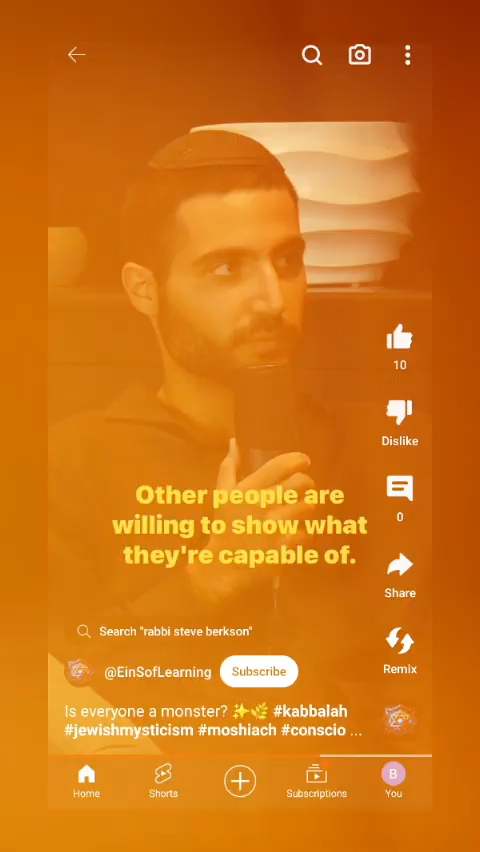 10
Dislike
0
Other people are
willing to show what
they're capable of.
Share
Search "rabbi steve berkson"
@EinSofLearning
Subscribe
Remix
Is everyone a monster? ✨🌿 #kabbalah
#jewishmysticism #moshiach #conscio ...
B
Home
Shorts
Subscriptions
You